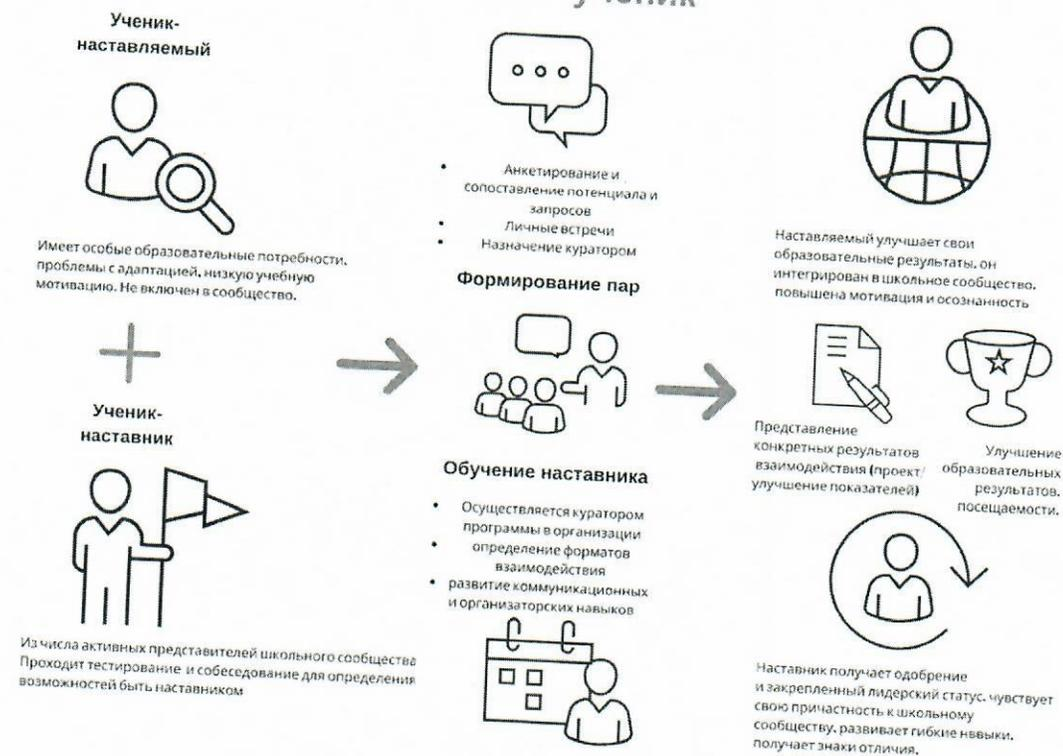 Ученик-
наставляемый
Имеет особые образовательные потребности,
проблемы с адаптацией, низкую учебную
мотивацию. Не включен в сообщество.
Ученик-
наставник
Из числа активных представителей школьного сообщества
Проходит тестирование и собеседование для определения
возможностей быть наставником
• Анкетирование и
сопоставление потенциала и
запросов
• Личные встречи
• Назначение куратором
Формирование пар
Обучение наставника
• Осуществляется куратором
программы в организации
• определение форматов
взаимодействия
• развитие коммуникационных
и организаторских навыков
Наставляемый улучшает свои
образовательные результаты, он
интегрирован в школьное сообщество,
повышена мотивация и осознанность
Представление
конкретных результатов
взаимодействия (проект/
улучшение показателей)
Улучшение
образовательных
результатов,
посещаемости.
Наставник получает одобрение
и закрепленный лидерский статус, чувствует
свою причастность к школьному
сообществу, развивает гибкие нввыки,
получает знаки отличия.